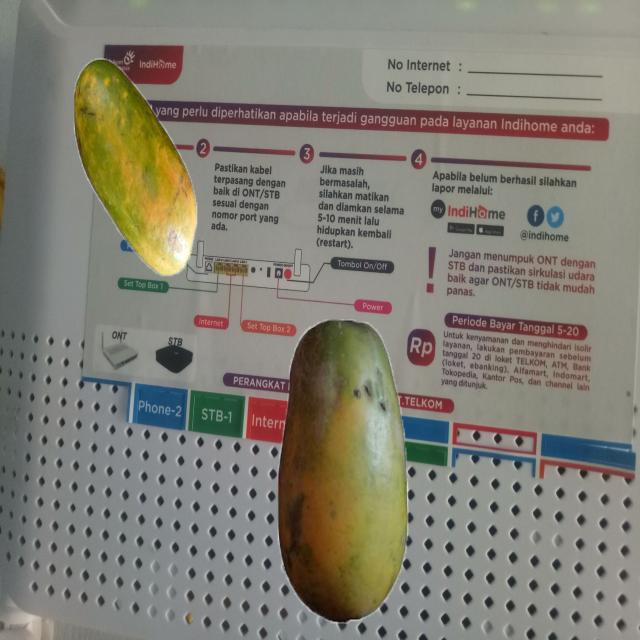 IndiHome
No Internet :
No Telepon :
yang perlu diperhatikan apabila terjadi gangguan pada layanan Indihome anda:
2
Pastikan kabel
terpasang dengan
baik di ONT/STB
sesuai dengan
nomor port yang
ada.
3
Jika masih
bermasalah,
silahkan matikan
dan diamkan selama
5-10 menit lalu
hidupkan kembali
(restart).
4
Apabila belum berhasil silahkan
lapor melalui:
my IndiHome
@indihome
Tombol On/Off
Set Top Box 1
Power
Internet
Set Top Box 2
! Jangan menumpuk ONT dengan
STB dan pastikan sirkulasi udara
baik agar ONT/STB tidak mudah
panas.
Periode Bayar Tanggal 5-20
Rp
Untuk kenyamanan dan menghindari isolir
layanan, lakukan pembayaran sebelum
tanggal 20 di loket TELKOM, ATM, Bank
(loket, ebanking), Alfamart, Indomart,
Tokopedia, Kantor Pos, dan channel lain
yang ditunjuk.
ONT
STB
PERANGKAT
T.TELKOM
Phone-2
STB-1
Intern